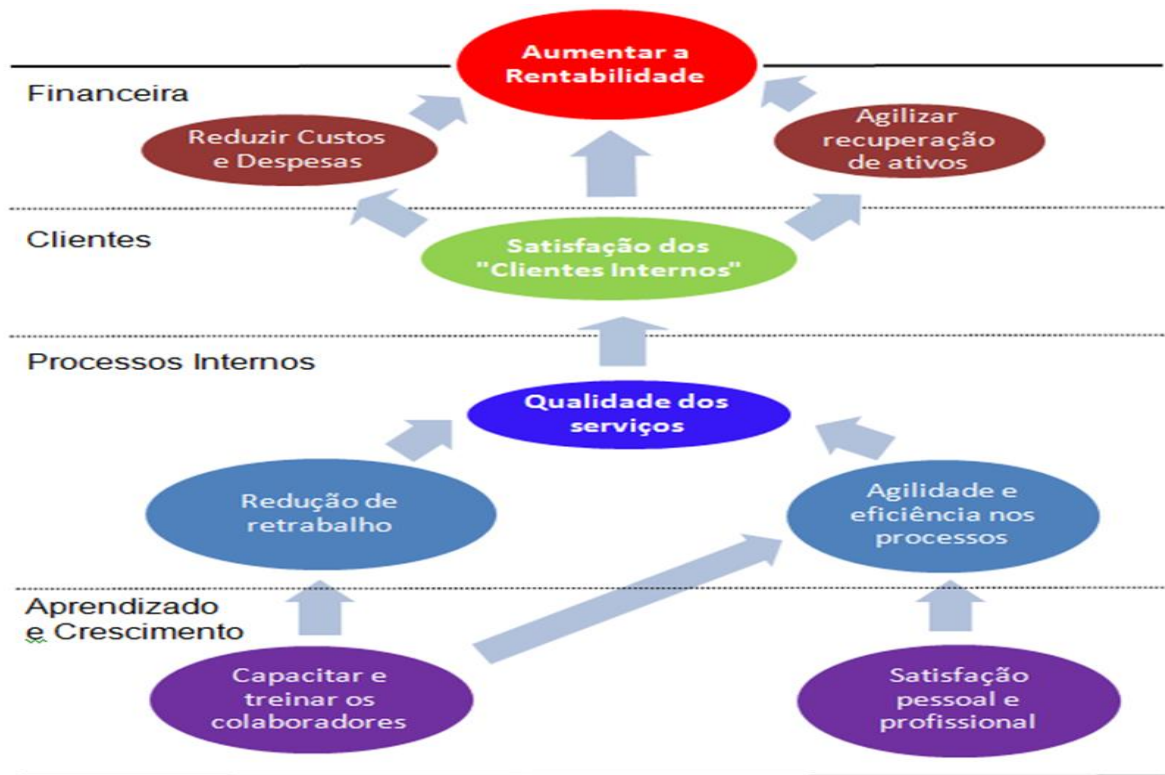 Aumentar a
Rentabilidade
Financeira
Reduzir Custos
e Despesas
Agilizar
recuperação
de ativos
Clientes
Satisfação dos
"Clientes Internos"
Processos Internos
Qualidade dos
serviços
Redução de
retrabalho
Agilidade e
eficiência nos
processos
Aprendizado
e Crescimento
Capacitar e
treinar os
colaboradores
Satisfação
pessoal e
profissional